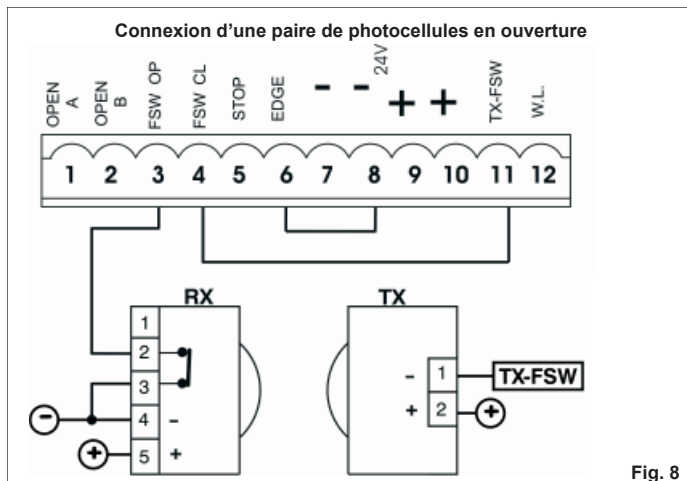 Connexion d'une paire de photocellules en ouverture
OPEN A
OPEN B
FSW OP
FSW CL
STOP
EDGE
-
-
24V
+
+
TX-FSW
W.L.
1 2 3 4 5 6 7 8 9 10 11 12
RX
1
2
3
4 -
5 +
-
+
TX
- 1
+ 2
TX-FSW
+
Fig. 8